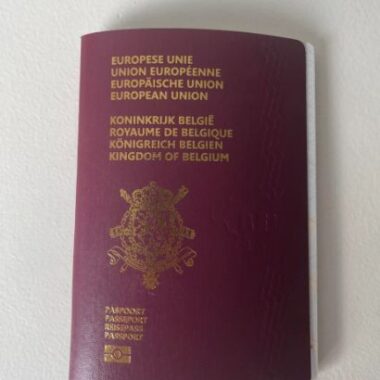 EUROPESE UNIE
UNION EUROPÉENNE
EUROPÄISCHE UNION
EUROPEAN UNION
KONINKRIJK BELGIË
ROYAUME DE BELGIQUE
KÖNIGREICH BELGIEN
KINGDOM OF BELGIUM
PASPOORT
PASSEPORT
REISEPASS
PASSPORT